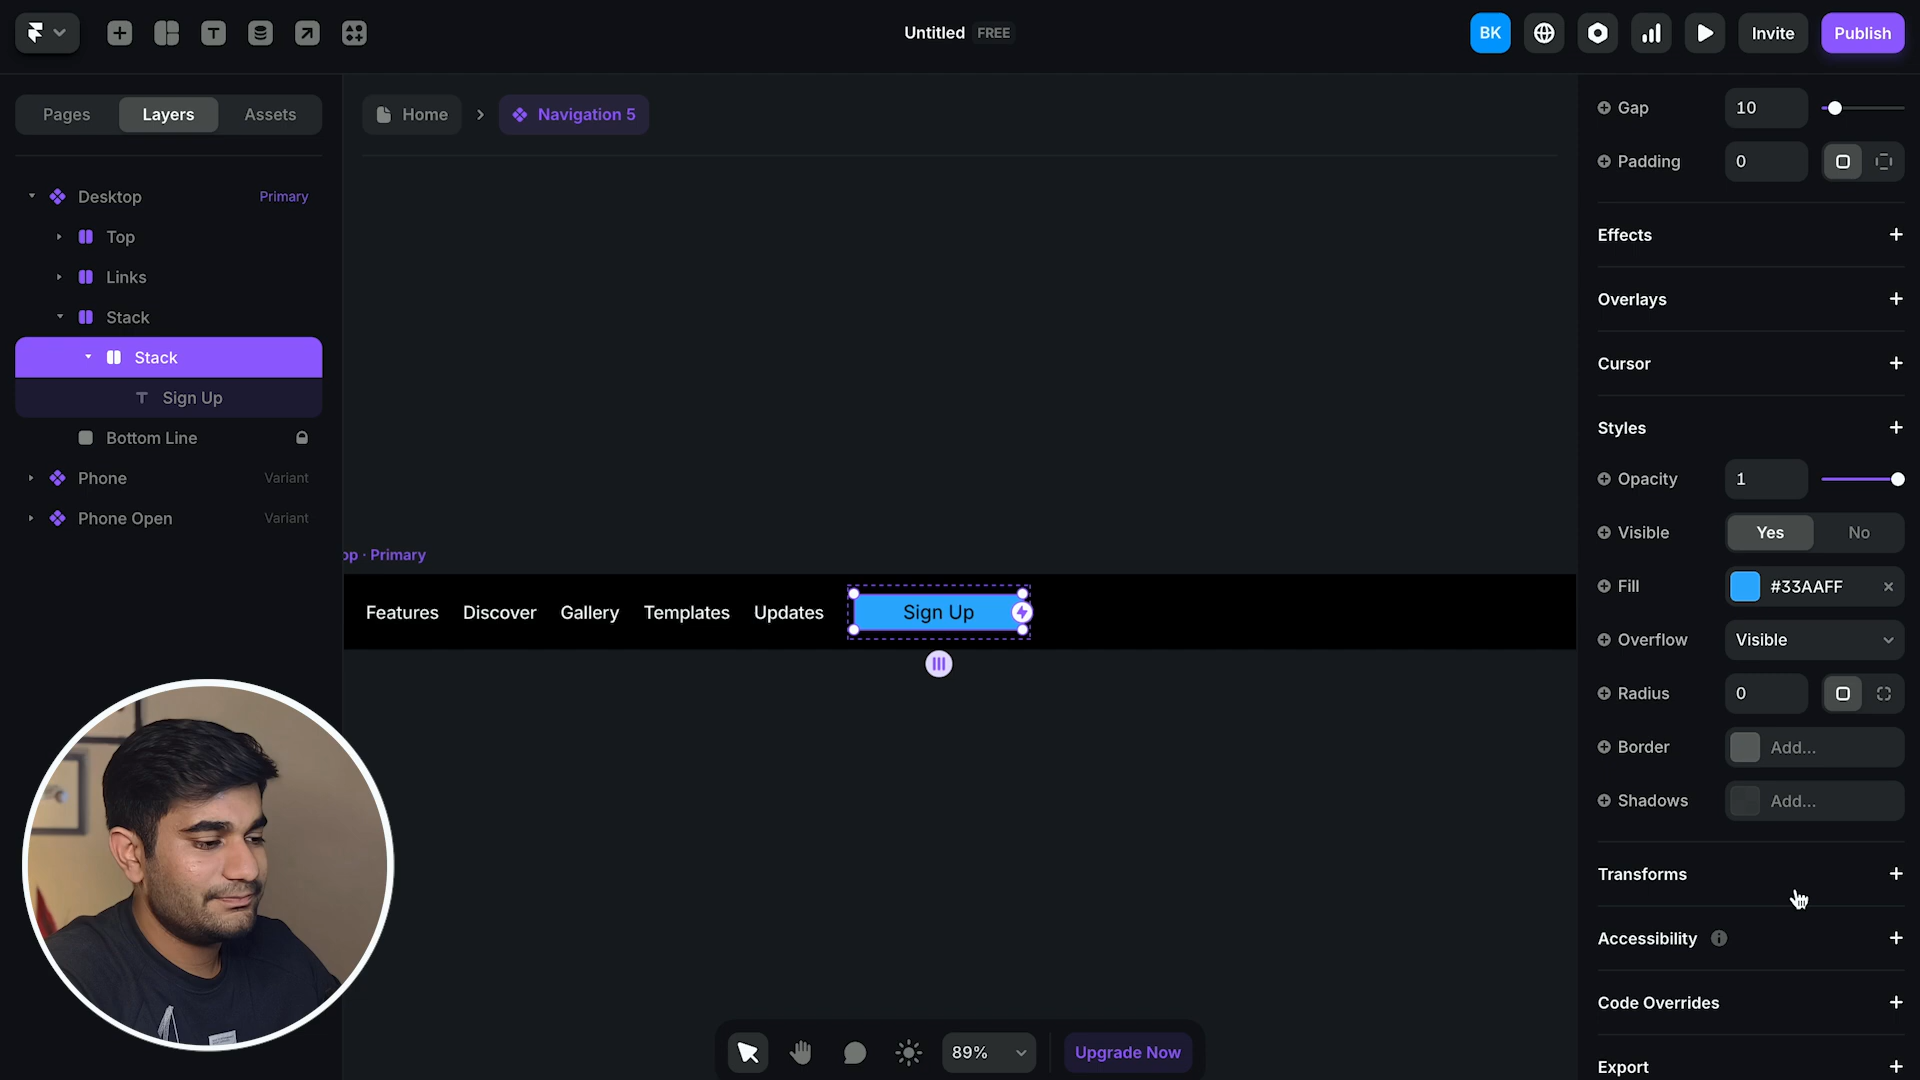 Untitled FREE
BK
Invite
Publish
Pages
Layers
Assets
Desktop
Primary
Top
Links
Stack
Stack
Sign Up
Bottom Line
Phone
Variant
Phone Open
Variant
Home
Navigation 5
op · Primary
Features
Discover
Gallery
Templates
Updates
Sign Up
89%
Upgrade Now
Gap
10
Padding
0
Effects
Overlays
Cursor
Styles
Opacity
1
Visible
Yes
No
Fill
#33AAFF
Overflow
Visible
Radius
0
Border
Add...
Shadows
Add...
Transforms
Accessibility
Code Overrides
Export